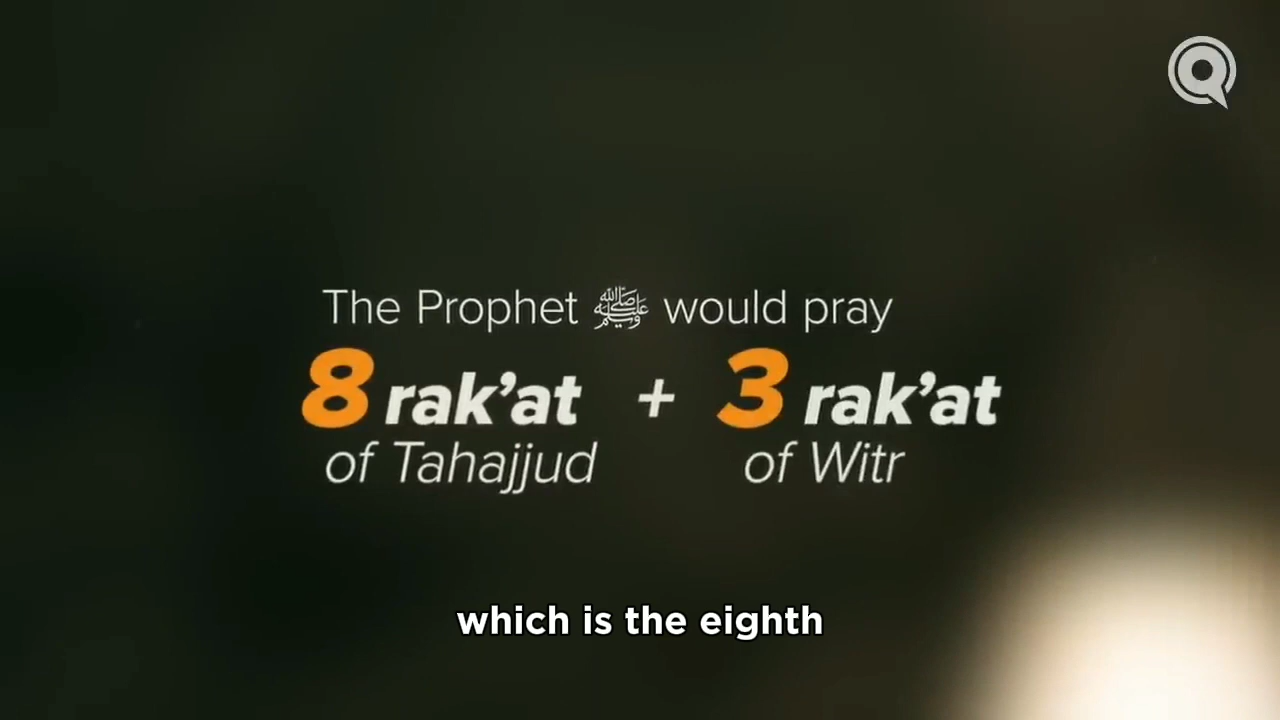 The Prophet ﷺ would pray
8 rak’at + 3 rak’at
of Tahajjud of Witr
which is the eighth